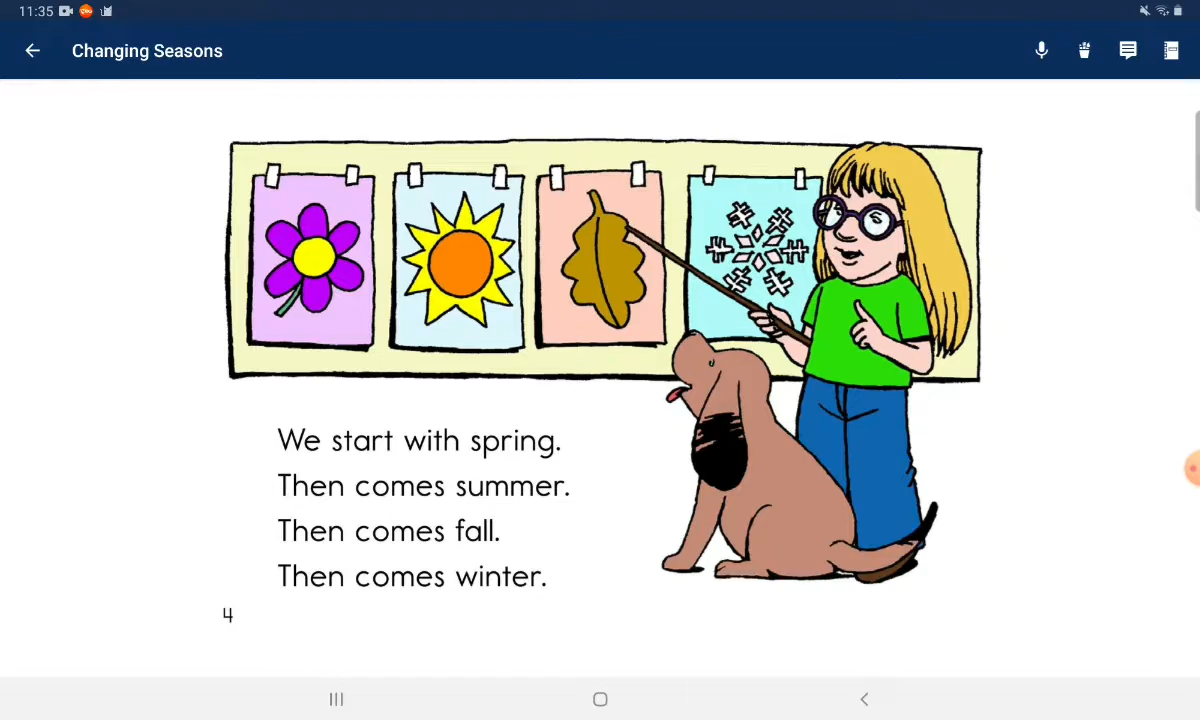 11:35
Changing Seasons
We start with spring.
Then comes summer.
Then comes fall.
Then comes winter.
4